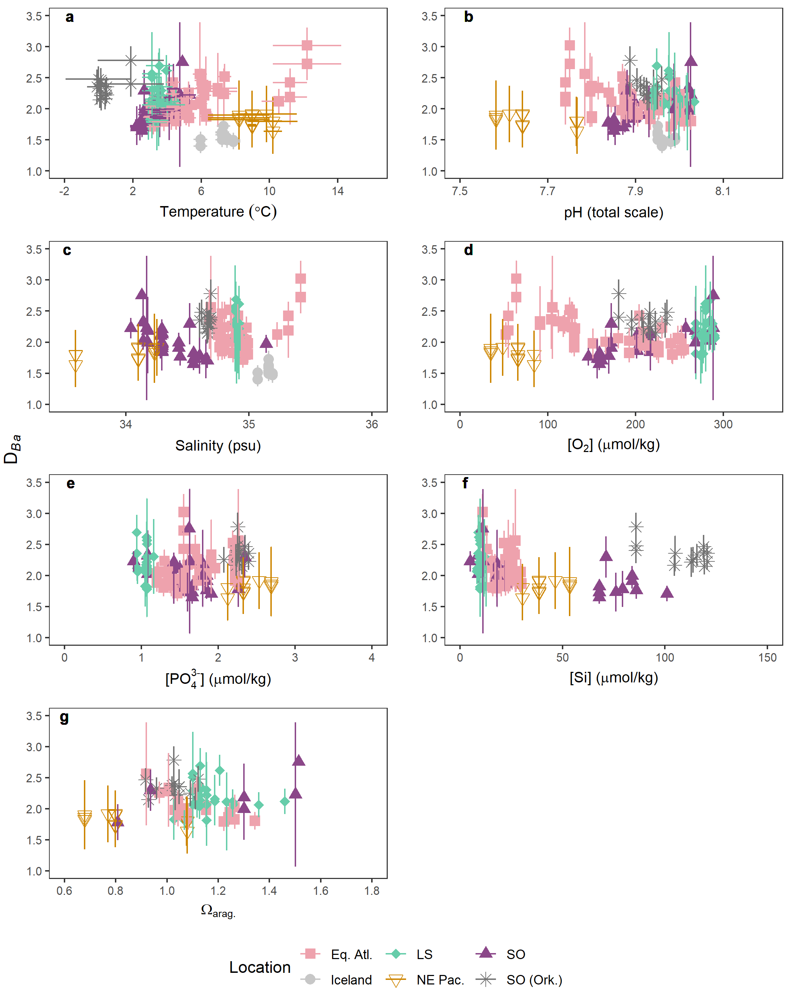 a
b
3.5
3.0
2.5
2.0
1.5
1.0
3.5
3.0
2.5
2.0
1.5
1.0
-2 2 6 10 14
7.5 7.7 7.9 8.1
Temperature (°C)
pH (total scale)
c
d
3.5
3.0
2.5
2.0
1.5
1.0
3.5
3.0
2.5
2.0
1.5
1.0
34 35 36
0 100 200 300
Salinity (psu)
[O₂] (μmol/kg)
D_Ba
e
f
3.5
3.0
2.5
2.0
1.5
1.0
3.5
3.0
2.5
2.0
1.5
1.0
0 1 2 3 4
0 50 100 150
[PO₄³⁻] (μmol/kg)
[Si] (μmol/kg)
g
3.5
3.0
2.5
2.0
1.5
1.0
0.6 0.8 1.0 1.2 1.4 1.6 1.8
Ω arag.
Location
Eq. Atl. LS SO
Iceland NE Pac. SO (Ork.)